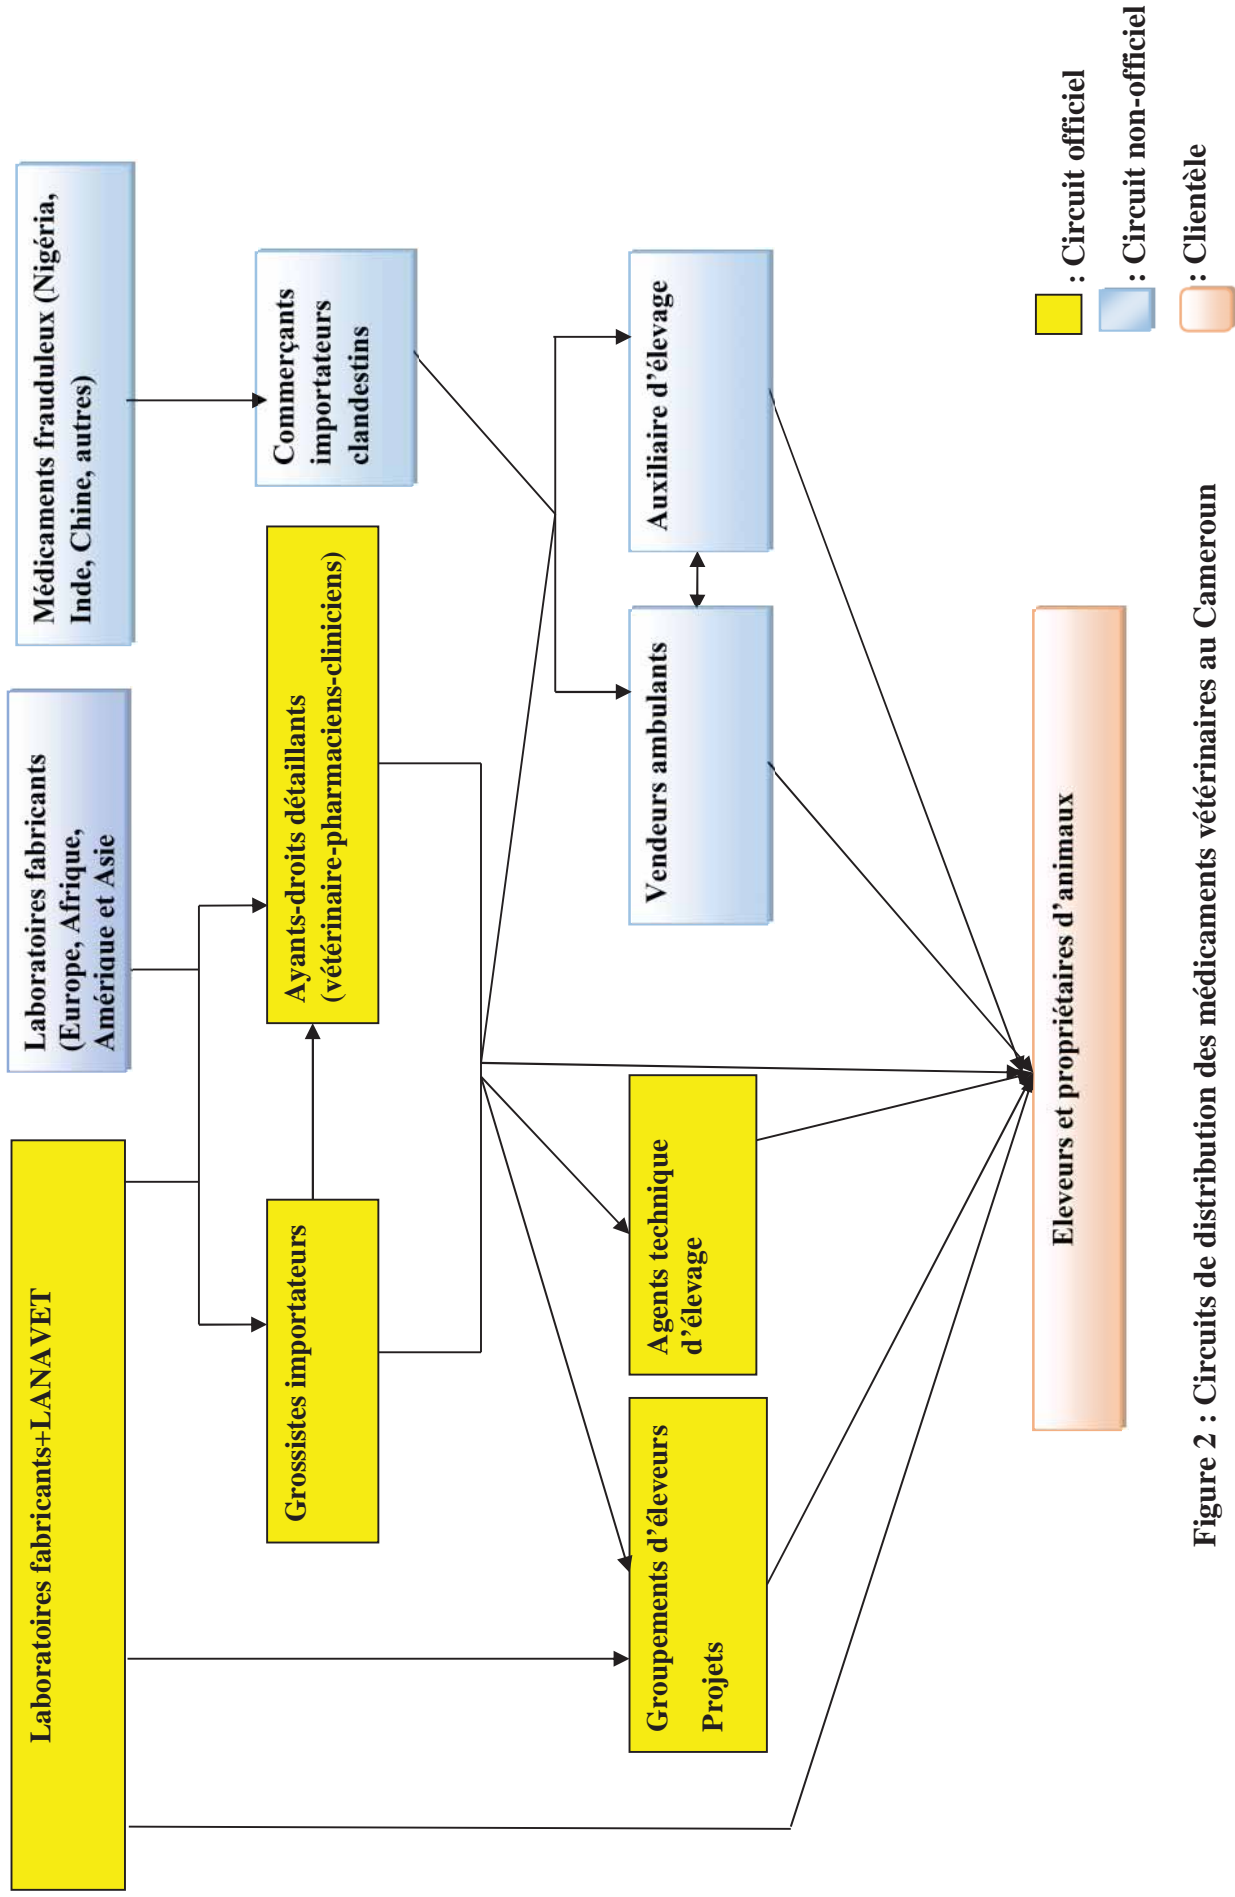 Laboratoires fabricants+LANAVET
Laboratoires fabricants
(Europe, Afrique,
Amérique et Asie
Médicaments frauduleux (Nigéria,
Inde, Chine, autres)
Grossistes importateurs
Ayants-droits détaillants
(vétérinaire-pharmaciens-cliniciens)
Commerçants
importateurs
clandestins
Groupements d’éleveurs
Projets
Agents technique
d’élevage
Vendeurs ambulants
Auxiliaire d’élevage
Eleveurs et propriétaires d’animaux
: Circuit officiel
: Circuit non-officiel
: Clientèle
Figure 2 : Circuits de distribution des médicaments vétérinaires au Cameroun